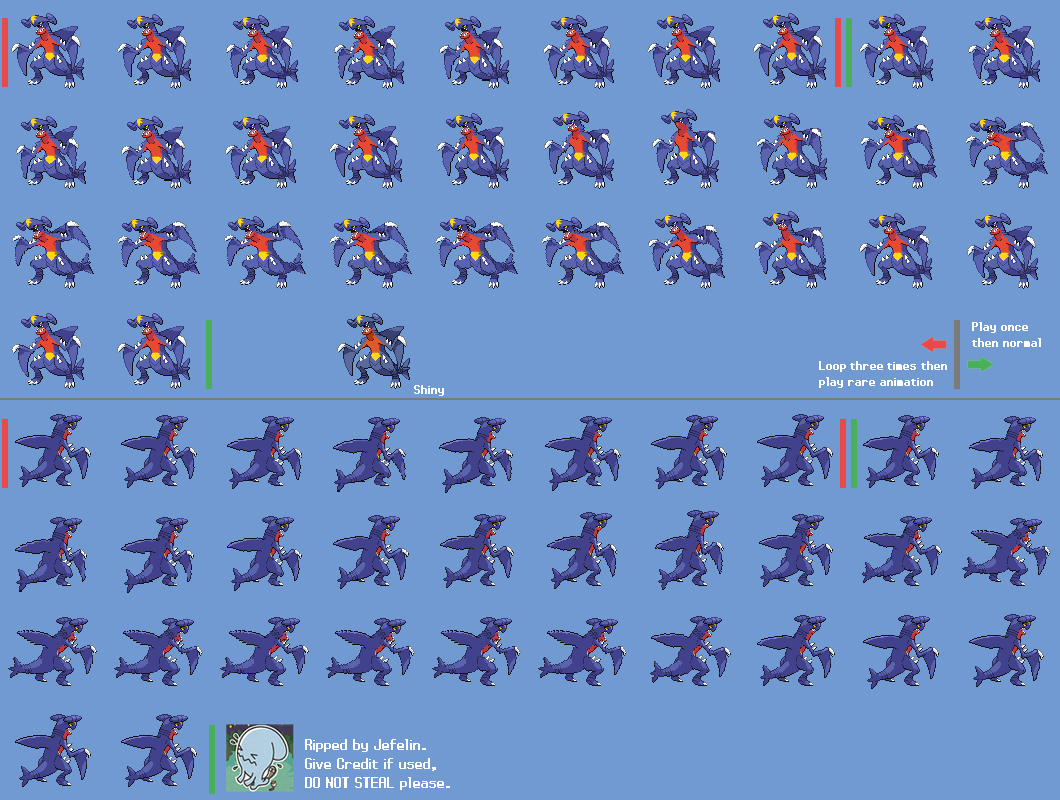 Play once
then normal
Loop three times then
play rare animation
Shiny
Ripped by Jefelin.
Give Credit if used,
DO NOT STEAL please.